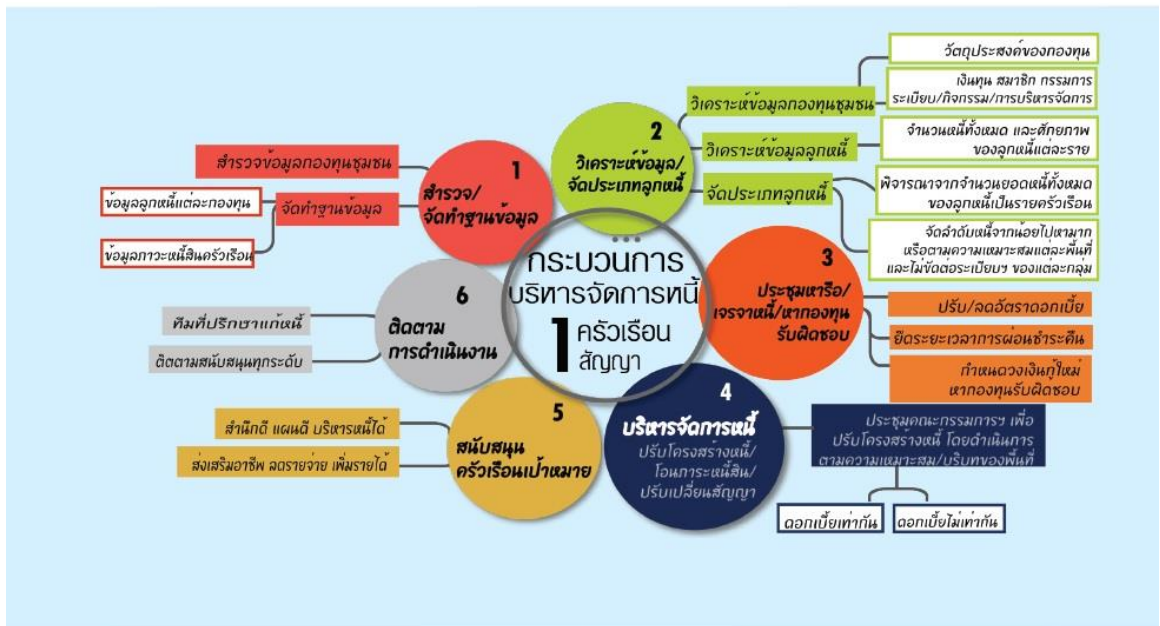 กระบวนการ
บริหารจัดการหนี้
1 ครัวเรือน
สัญญา
1
สำรวจ/
จัดทำฐานข้อมูล
สำรวจข้อมูลกองทุนชุมชน
จัดทำฐานข้อมูล
ข้อมูลลูกหนี้แต่ละกองทุน
ข้อมูลภาวะหนี้สินครัวเรือน
2
วิเคราะห์ข้อมูล/
จัดประเภทลูกหนี้
วิเคราะห์ข้อมูลกองทุนชุมชน
วัตถุประสงค์ของกองทุน
เงินทุน สมาชิก กรรมการ
ระเบียบ/กิจกรรม/การบริหารจัดการ
วิเคราะห์ข้อมูลลูกหนี้
จำนวนหนี้ทั้งหมด และศักยภาพ
ของลูกหนี้แต่ละราย
จัดประเภทลูกหนี้
พิจารณาจากจำนวนยอดหนี้ทั้งหมด
ของลูกหนี้เป็นรายครัวเรือน
จัดลำดับหนี้จากน้อยไปหามาก
หรือตามความเหมาะสมแต่ละพื้นที่
และไม่ขัดต่อระเบียบฯ ของแต่ละกลุ่ม
3
ประชุมหารือ/
เจรจาหนี้/หากองทุน
รับผิดชอบ
ปรับ/ลดอัตราดอกเบี้ย
ยืดระยะเวลาการผ่อนชำระคืน
กำหนดวงเงินกู้ใหม่
หากองทุนรับผิดชอบ
4
บริหารจัดการหนี้
ปรับโครงสร้างหนี้/
โอนภาระหนี้สิน/
ปรับเปลี่ยนสัญญา
ประชุมคณะกรรมการฯ เพื่อ
ปรับโครงสร้างหนี้ โดยดำเนินการ
ตามความเหมาะสม/บริบทของพื้นที่
ดอกเบี้ยเท่ากัน
ดอกเบี้ยไม่เท่ากัน
5
สนับสนุน
ครัวเรือนเป้าหมาย
สำนึกดี แผนดี บริหารหนี้ได้
ส่งเสริมอาชีพ ลดรายจ่าย เพิ่มรายได้
6
ติดตาม
การดำเนินงาน
ทีมที่ปรึกษาแก้หนี้
ติดตามสนับสนุนทุกระดับ